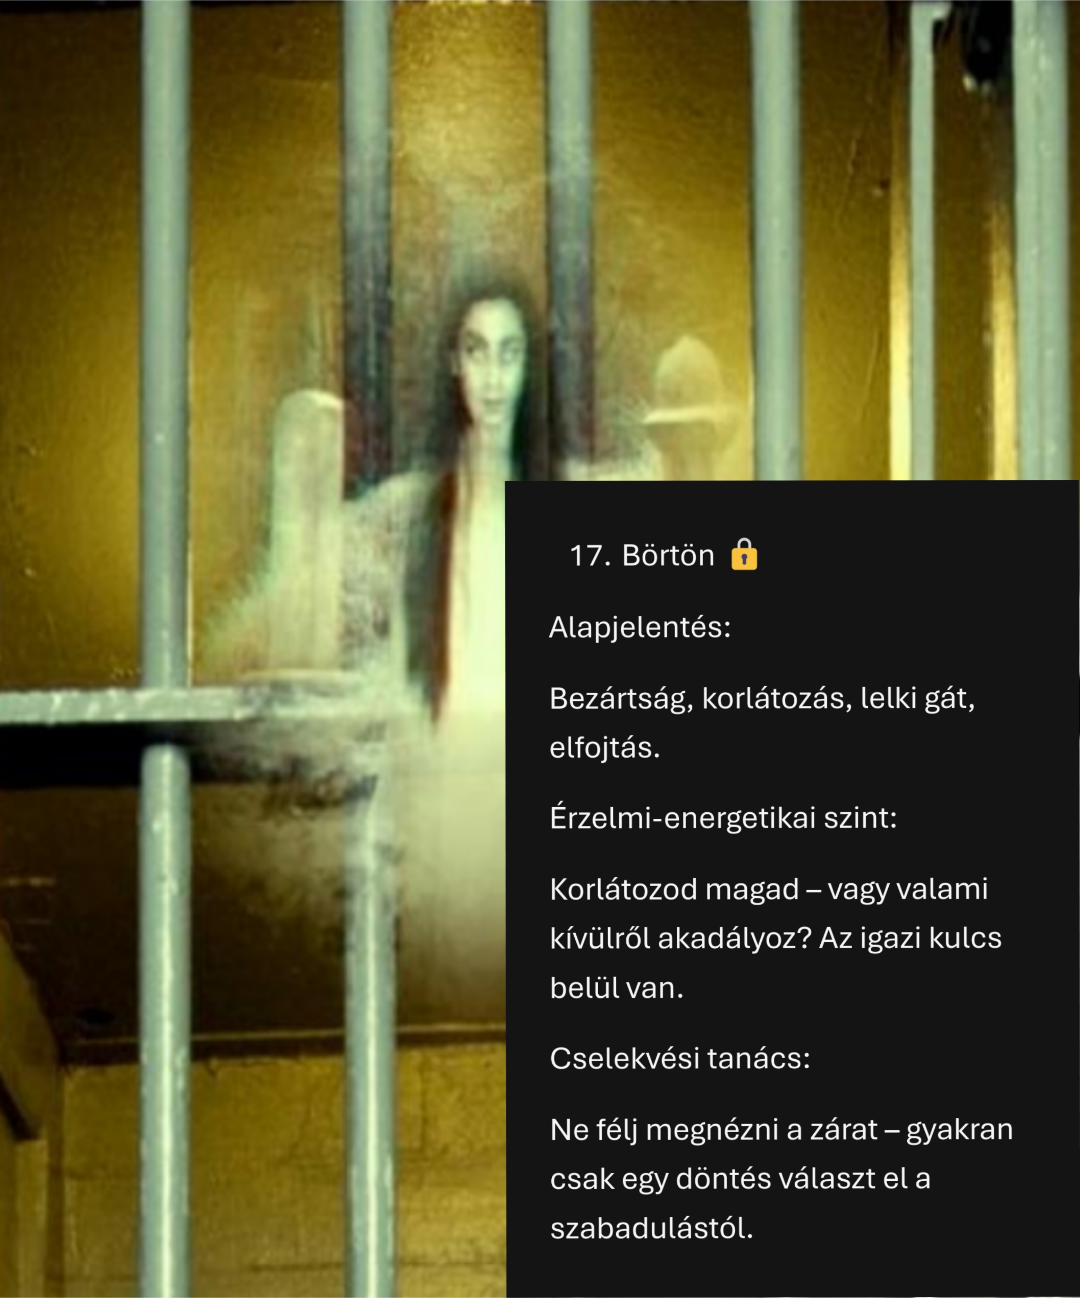 17. Börtön 🔒
Alapjelentés:
Bezártság, korlátozás, lelki gát,
elfojtás.
Érzelmi-energetikai szint:
Korlátozod magad – vagy valami
kívülről akadályoz? Az igazi kulcs
belül van.
Cselekvési tanács:
Ne félj megnézni a zárat – gyakran
csak egy döntés választ el a
szabadulástól.